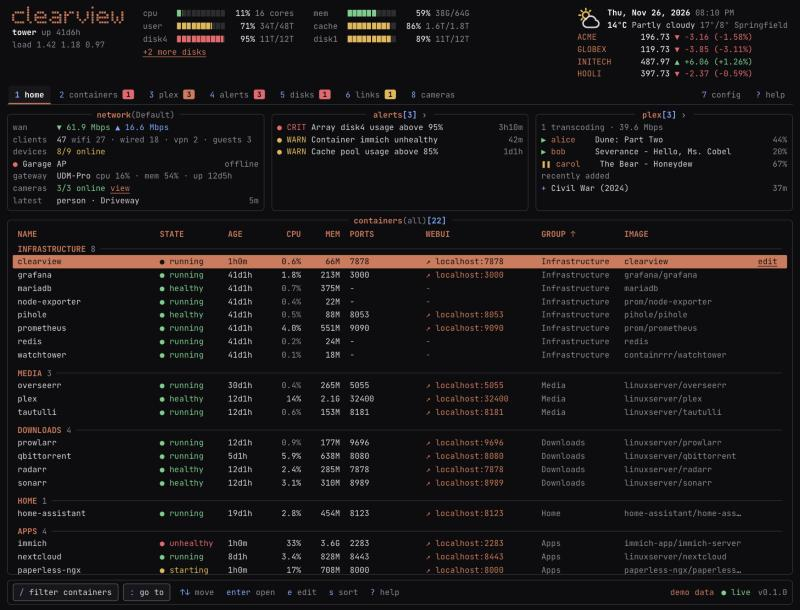 clearview
tower up 41d6h
load 1.42 1.18 0.97
cpu 11% 16 cores
user 71% 34T/48T
disk4 95% 11T/12T
+2 more disks
mem 59% 38G/64G
cache 86% 1.6T/1.8T
disk1 89% 11T/12T
Thu, Nov 26, 2026 08:10 PM
14°C Partly cloudy 17°/8° Springfield
ACME 196.73 ▼ -3.16 (-1.58%)
GLOBEX 119.73 ▼ -3.85 (-3.11%)
INITECH 487.97 ▲ +6.06 (+1.26%)
HOOLI 397.73 ▼ -2.37 (-0.59%)
1 home 2 containers 1 3 plex 3 4 alerts 3 5 disks 1 6 links 1 8 cameras 7 config ? help
network(Default)
wan ▼ 61.9 Mbps ▲ 16.6 Mbps
clients 47 wifi 27 · wired 18 · vpn 2 · guests 3
devices 8/9 online
● Garage AP offline
gateway UDM-Pro cpu 16% · mem 54% · up 12d5h
cameras 3/3 online view
latest person · Driveway 5m
alerts[3] ›
● CRIT Array disk4 usage above 95% 3h10m
● WARN Container immich unhealthy 42m
● WARN Cache pool usage above 85% 1d1h
plex[3] ›
1 transcoding · 39.6 Mbps
▶ alice Dune: Part Two 44%
▶ bob Severance - Hello, Ms. Cobel 20%
❚❚ carol The Bear - Honeydew 67%
recently added
+ Civil War (2024) 37m
containers(all)[22]
NAME STATE AGE CPU MEM PORTS WEBUI GROUP ↑ IMAGE
INFRASTRUCTURE 8
clearview ● running 1h0m 0.6% 66M 7878 ↗ localhost:7878 Infrastructure clearview edit
grafana ● running 41d1h 1.8% 213M 3000 ↗ localhost:3000 Infrastructure grafana/grafana
mariadb ● healthy 41d1h 0.7% 375M - - Infrastructure mariadb
node-exporter ● running 41d1h 0.4% 22M - - Infrastructure prom/node-exporter
pihole ● healthy 41d1h 0.5% 88M 8053 ↗ localhost:8053 Infrastructure pihole/pihole
prometheus ● running 41d1h 4.0% 551M 9090 ↗ localhost:9090 Infrastructure prom/prometheus
redis ● running 41d1h 0.2% 24M - - Infrastructure redis
watchtower ● running 41d1h 0.1% 18M - - Infrastructure containrrr/watchtower
MEDIA 3
overseerr ● running 30d1h 0.4% 265M 5055 ↗ localhost:5055 Media linuxserver/overseerr
plex ● healthy 12d1h 14% 2.1G 32400 ↗ localhost:32400 Media linuxserver/plex
tautulli ● running 12d1h 0.6% 153M 8181 ↗ localhost:8181 Media linuxserver/tautulli
DOWNLOADS 4
prowlarr ● running 12d1h 0.9% 177M 9696 ↗ localhost:9696 Downloads linuxserver/prowlarr
qbittorrent ● running 5d1h 5.9% 638M 8080 ↗ localhost:8080 Downloads linuxserver/qbittorrent
radarr ● healthy 12d1h 2.4% 285M 7878 ↗ localhost:7878 Downloads linuxserver/radarr
sonarr ● healthy 12d1h 3.1% 310M 8989 ↗ localhost:8989 Downloads linuxserver/sonarr
HOME 1
home-assistant ● running 19d1h 2.8% 454M 8123 ↗ localhost:8123 Home home-assistant/home-ass…
APPS 4
immich ● unhealthy 1h0m 33% 3.6G 2283 ↗ localhost:2283 Apps immich-app/immich-server
nextcloud ● running 8d1h 3.4% 828M 8443 ↗ localhost:8443 Apps linuxserver/nextcloud
paperless-ngx ● starting 1h0m 17% 708M 8000 ↗ localhost:8000 Apps paperless-ngx/paperless…
/ filter containers : go to ↑↓ move enter open e edit s sort ? help demo data ● live v0.1.0